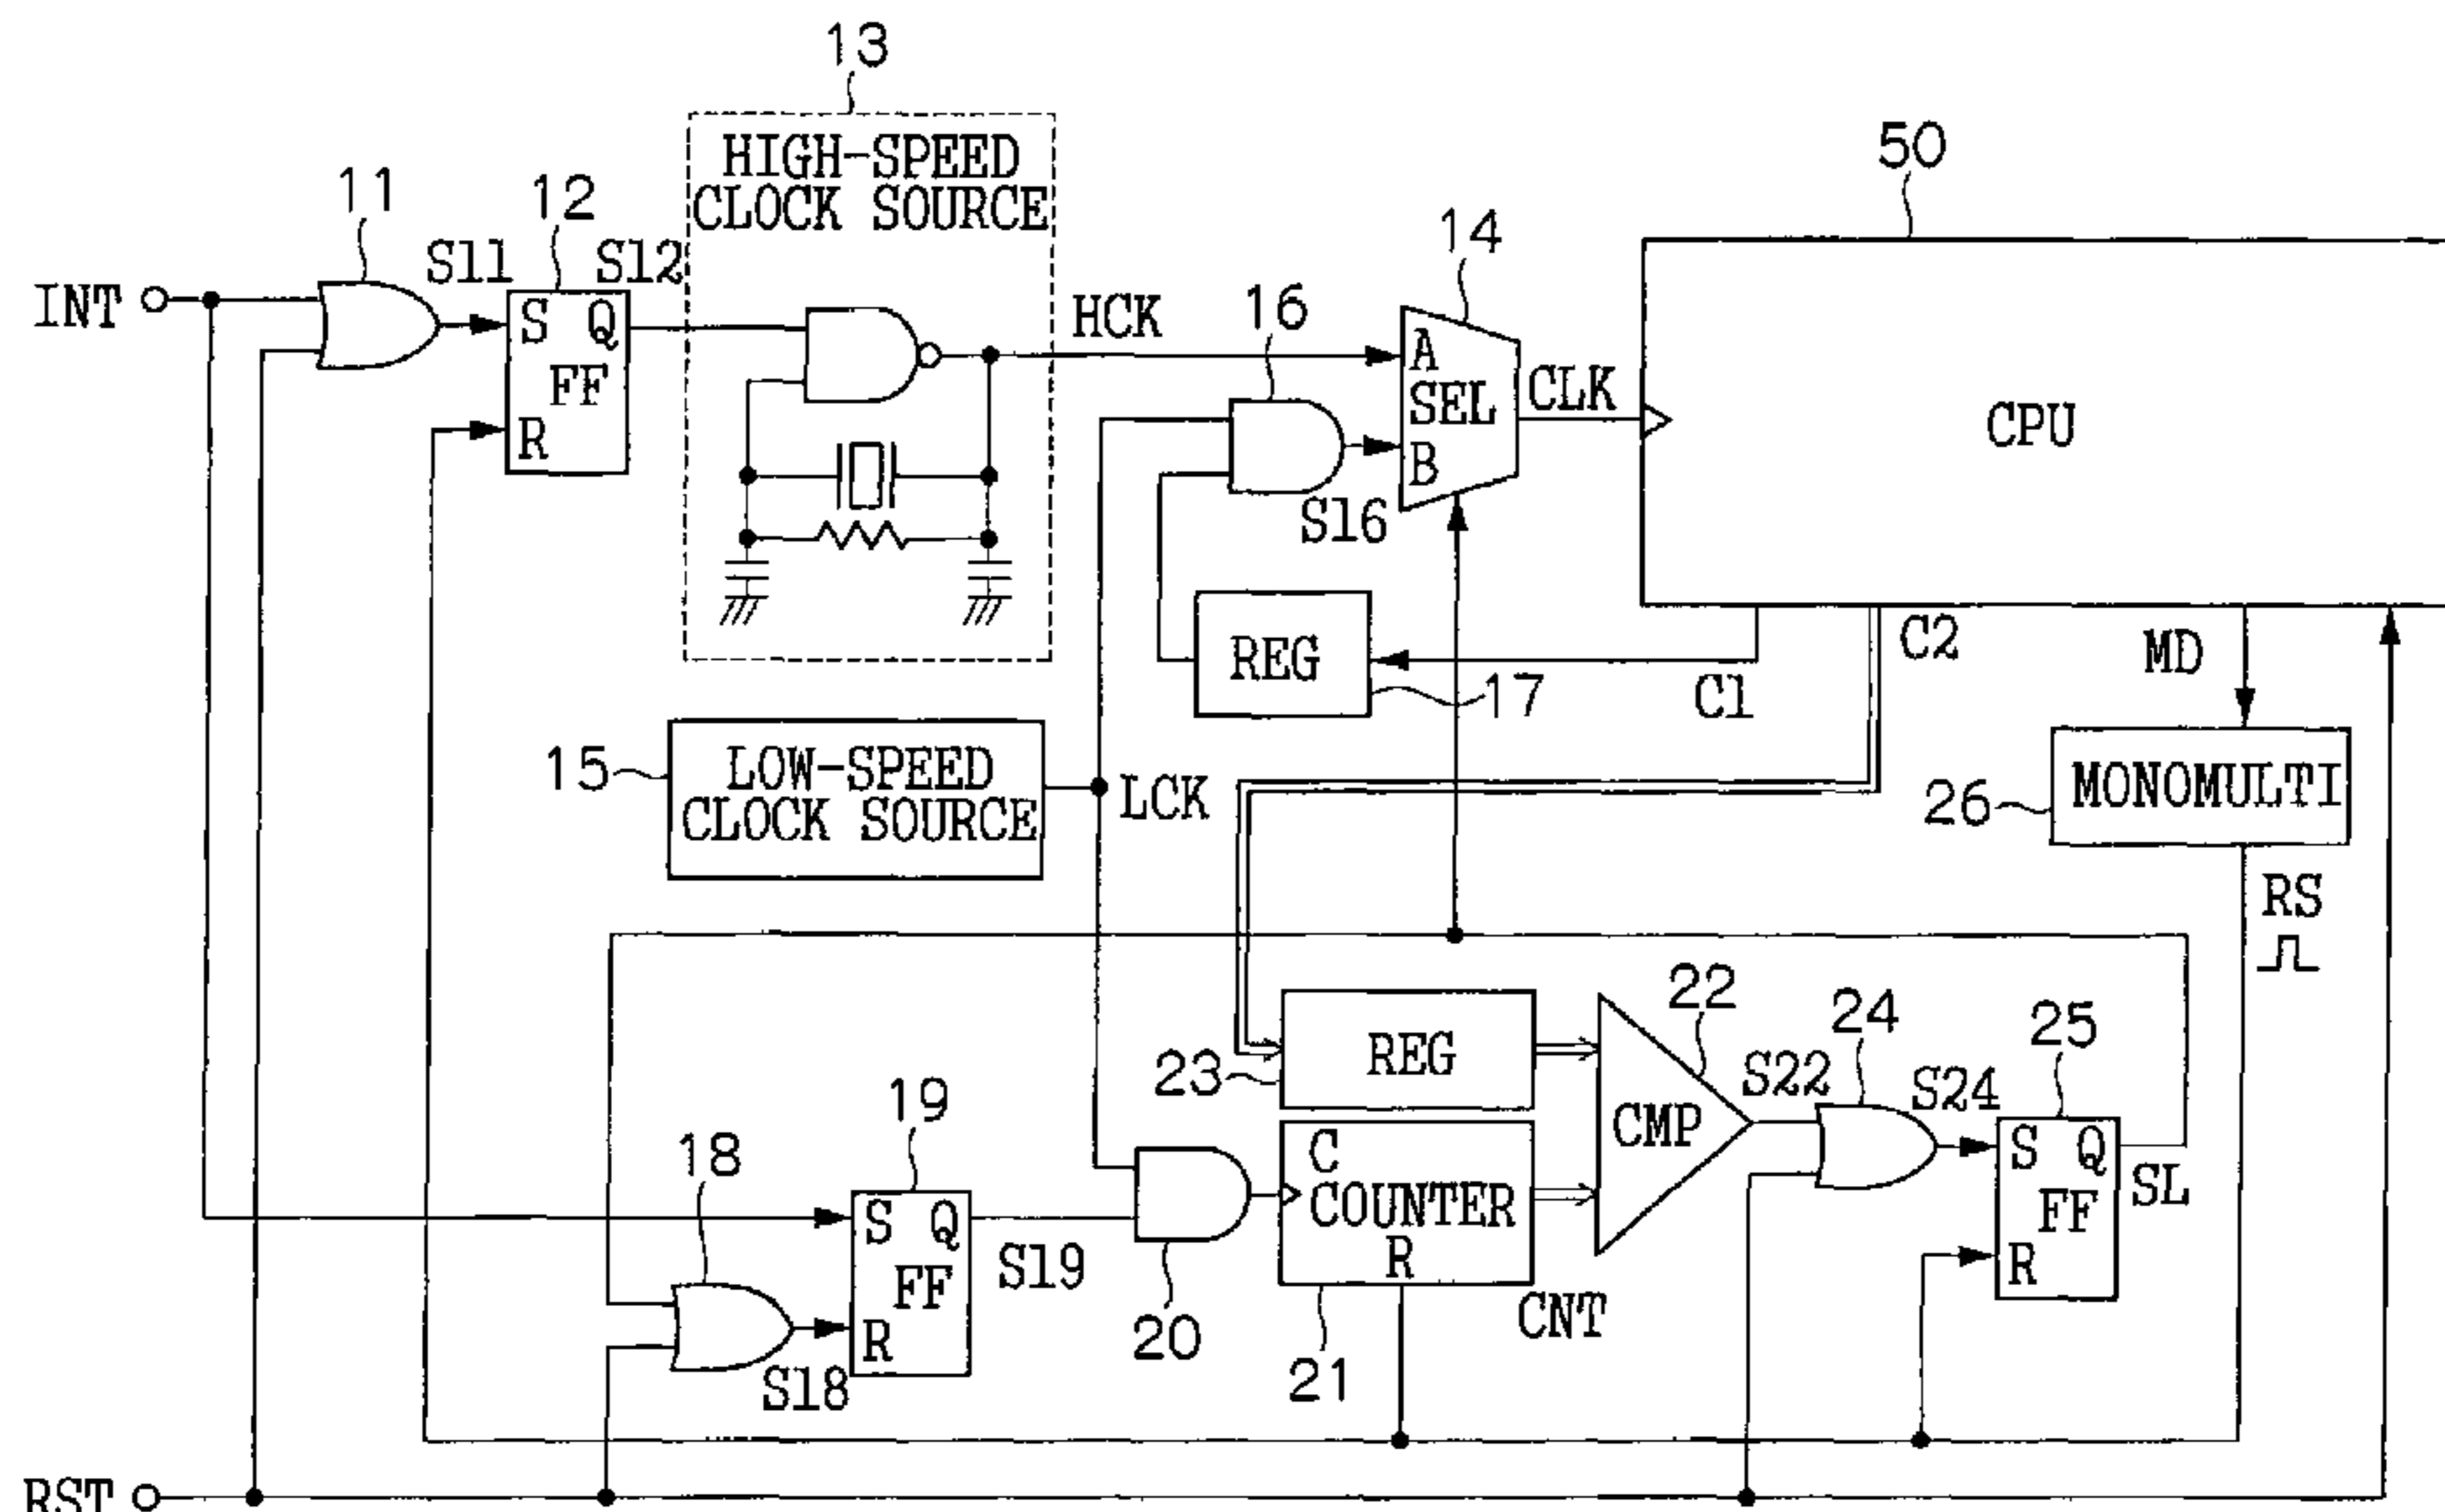 13
HIGH-SPEED
CLOCK SOURCE
50
11
12
14
S11
S12
16
INT
S
Q
FF
R
HCK
A
SEL
B
CLK
CPU
S16
REG
17
C1
C2
MD
15
LOW-SPEED
CLOCK SOURCE
LCK
26
MONOMULTI
RS
22
24
25
23
REG
S22
S24
19
18
CMP
C
COUNTER
R
S
Q
FF
R
SL
S
Q
FF
R
S19
S18
20
21
CNT
RST